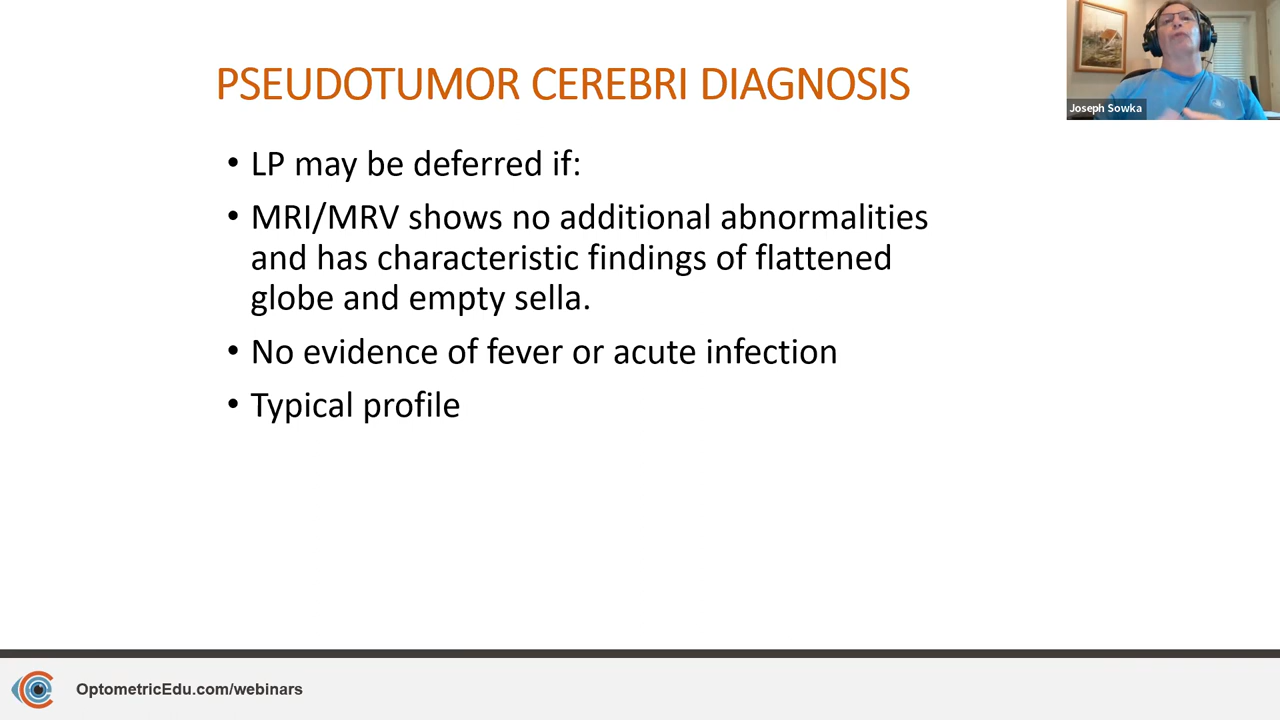 PSEUDOTUMOR CEREBRI DIAGNOSIS
Joseph Sowka
• LP may be deferred if:
• MRI/MRV shows no additional abnormalities
and has characteristic findings of flattened
globe and empty sella.
• No evidence of fever or acute infection
• Typical profile
OptometricEdu.com/webinars